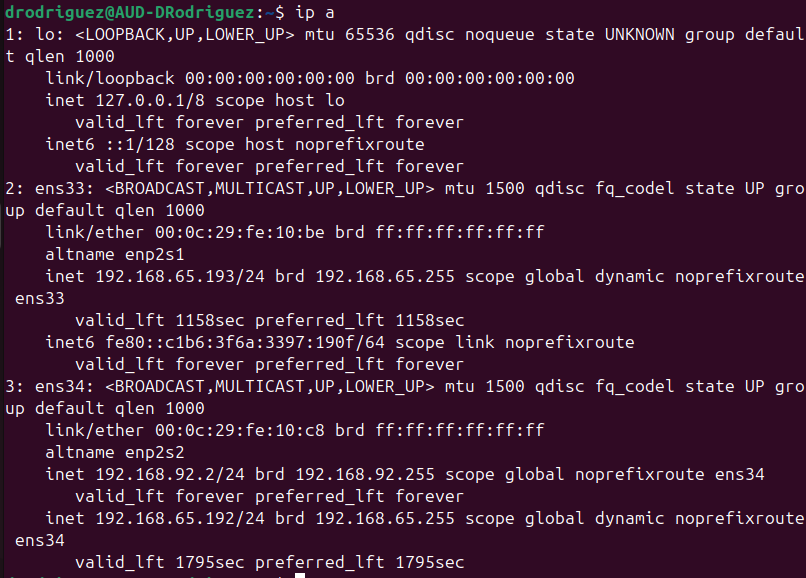 drodriguez@AUD-DRodriguez:~$ ip a
1: lo: <LOOPBACK,UP,LOWER_UP> mtu 65536 qdisc noqueue state UNKNOWN group defaul
t qlen 1000
    link/loopback 00:00:00:00:00:00 brd 00:00:00:00:00:00
    inet 127.0.0.1/8 scope host lo
       valid_lft forever preferred_lft forever
    inet6 ::1/128 scope host noprefixroute
       valid_lft forever preferred_lft forever
2: ens33: <BROADCAST,MULTICAST,UP,LOWER_UP> mtu 1500 qdisc fq_codel state UP gro
up default qlen 1000
    link/ether 00:0c:29:fe:10:be brd ff:ff:ff:ff:ff:ff
    altname enp2s1
    inet 192.168.65.193/24 brd 192.168.65.255 scope global dynamic noprefixroute
 ens33
       valid_lft 1158sec preferred_lft 1158sec
    inet6 fe80::c1b6:3f6a:3397:190f/64 scope link noprefixroute
       valid_lft forever preferred_lft forever
3: ens34: <BROADCAST,MULTICAST,UP,LOWER_UP> mtu 1500 qdisc fq_codel state UP gro
up default qlen 1000
    link/ether 00:0c:29:fe:10:c8 brd ff:ff:ff:ff:ff:ff
    altname enp2s2
    inet 192.168.92.2/24 brd 192.168.92.255 scope global noprefixroute ens34
       valid_lft forever preferred_lft forever
    inet 192.168.65.192/24 brd 192.168.65.255 scope global dynamic noprefixroute
 ens34
       valid_lft 1795sec preferred_lft 1795sec